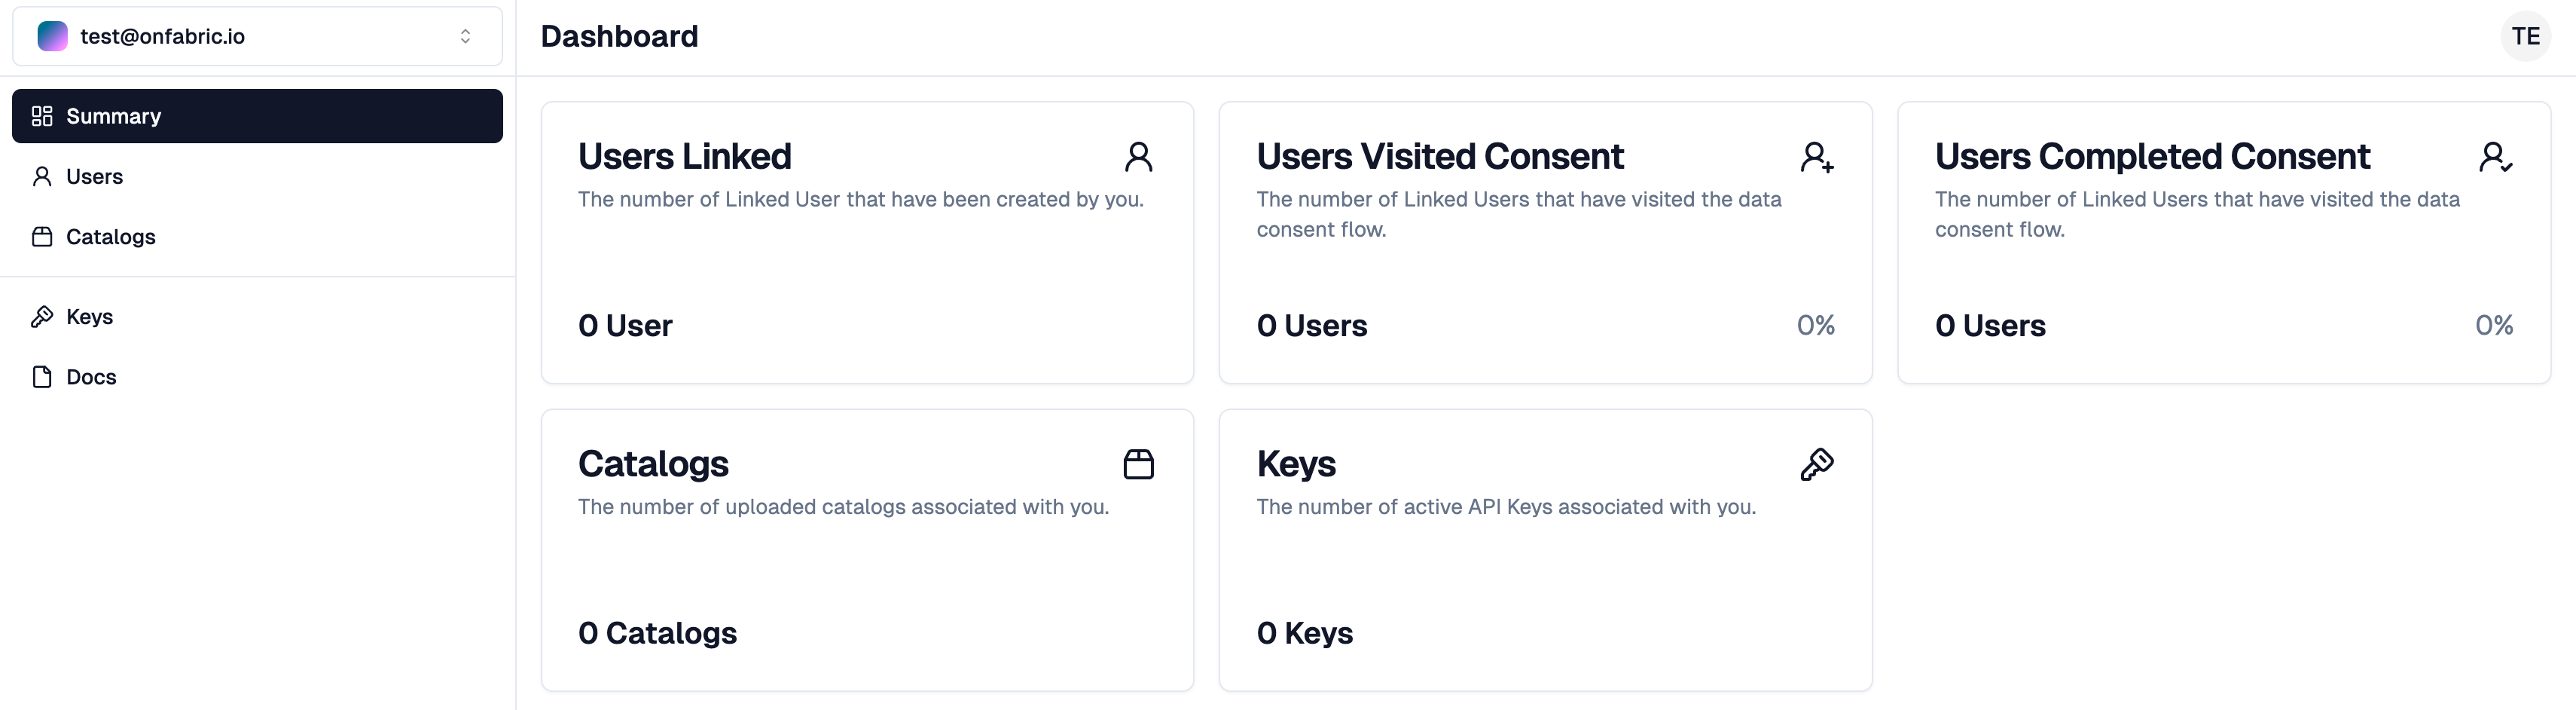 test@onfabric.io
Dashboard
TE
Summary
Users
Catalogs
Keys
Docs
Users Linked
The number of Linked User that have been created by you.
0 User
Users Visited Consent
The number of Linked Users that have visited the data
consent flow.
0 Users
0%
Users Completed Consent
The number of Linked Users that have visited the data
consent flow.
0 Users
0%
Catalogs
The number of uploaded catalogs associated with you.
0 Catalogs
Keys
The number of active API Keys associated with you.
0 Keys